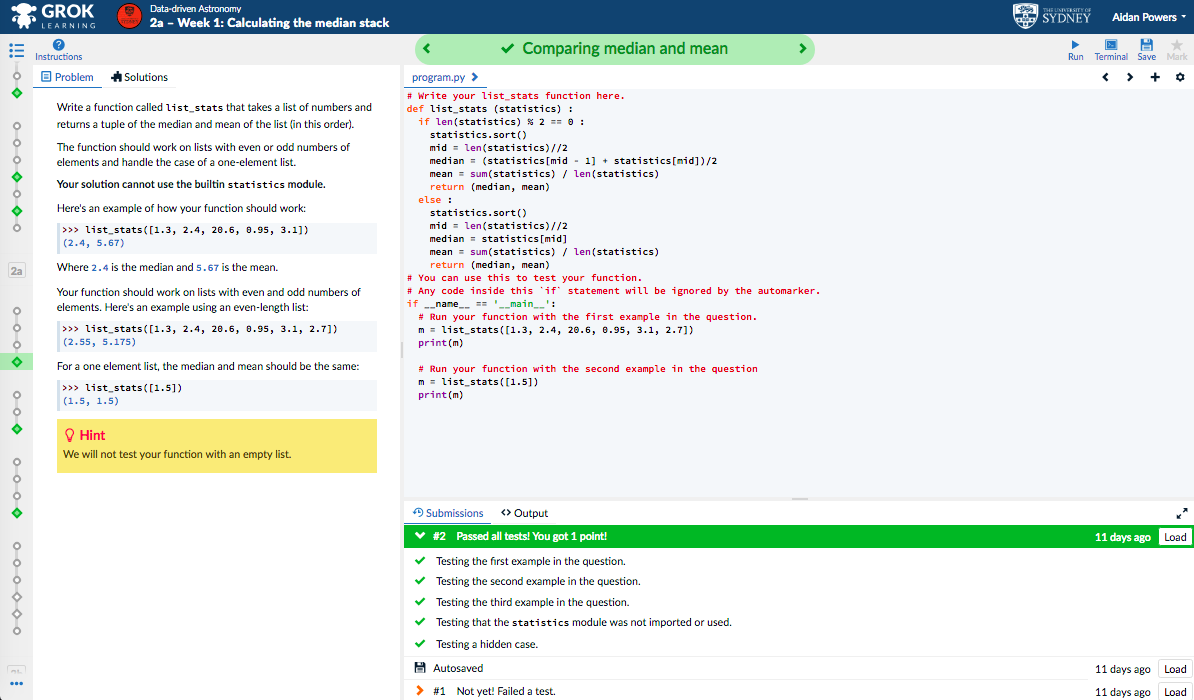 GROK
LEARNING
Data-driven Astronomy
2a – Week 1: Calculating the median stack
THE UNIVERSITY OF
SYDNEY
Aidan Powers
Instructions
Comparing median and mean
Run
Terminal
Save
Mark
Problem
Solutions
program.py
Write a function called list_stats that takes a list of numbers and
returns a tuple of the median and mean of the list (in this order).
The function should work on lists with even or odd numbers of
elements and handle the case of a one-element list.
Your solution cannot use the builtin statistics module.
Here's an example of how your function should work:
>>> list_stats([1.3, 2.4, 20.6, 0.95, 3.1])
(2.4, 5.67)
Where 2.4 is the median and 5.67 is the mean.
Your function should work on lists with even and odd numbers of
elements. Here's an example using an even-length list:
>>> list_stats([1.3, 2.4, 20.6, 0.95, 3.1, 2.7])
(2.55, 5.175)
For a one element list, the median and mean should be the same:
>>> list_stats([1.5])
(1.5, 1.5)
Hint
We will not test your function with an empty list.
2a
# Write your list_stats function here.
def list_stats (statistics) :
  if len(statistics) % 2 == 0 :
    statistics.sort()
    mid = len(statistics)//2
    median = (statistics[mid - 1] + statistics[mid])/2
    mean = sum(statistics) / len(statistics)
    return (median, mean)
  else :
    statistics.sort()
    mid = len(statistics)//2
    median = statistics[mid]
    mean = sum(statistics) / len(statistics)
    return (median, mean)
# You can use this to test your function.
# Any code inside this `if` statement will be ignored by the automarker.
if __name__ == '__main__':
  # Run your function with the first example in the question.
  m = list_stats([1.3, 2.4, 20.6, 0.95, 3.1, 2.7])
  print(m)
  # Run your function with the second example in the question
  m = list_stats([1.5])
  print(m)
Submissions
Output
#2 Passed all tests! You got 1 point!
11 days ago
Load
Testing the first example in the question.
Testing the second example in the question.
Testing the third example in the question.
Testing that the statistics module was not imported or used.
Testing a hidden case.
Autosaved
11 days ago
Load
#1 Not yet! Failed a test.
11 days ago
Load